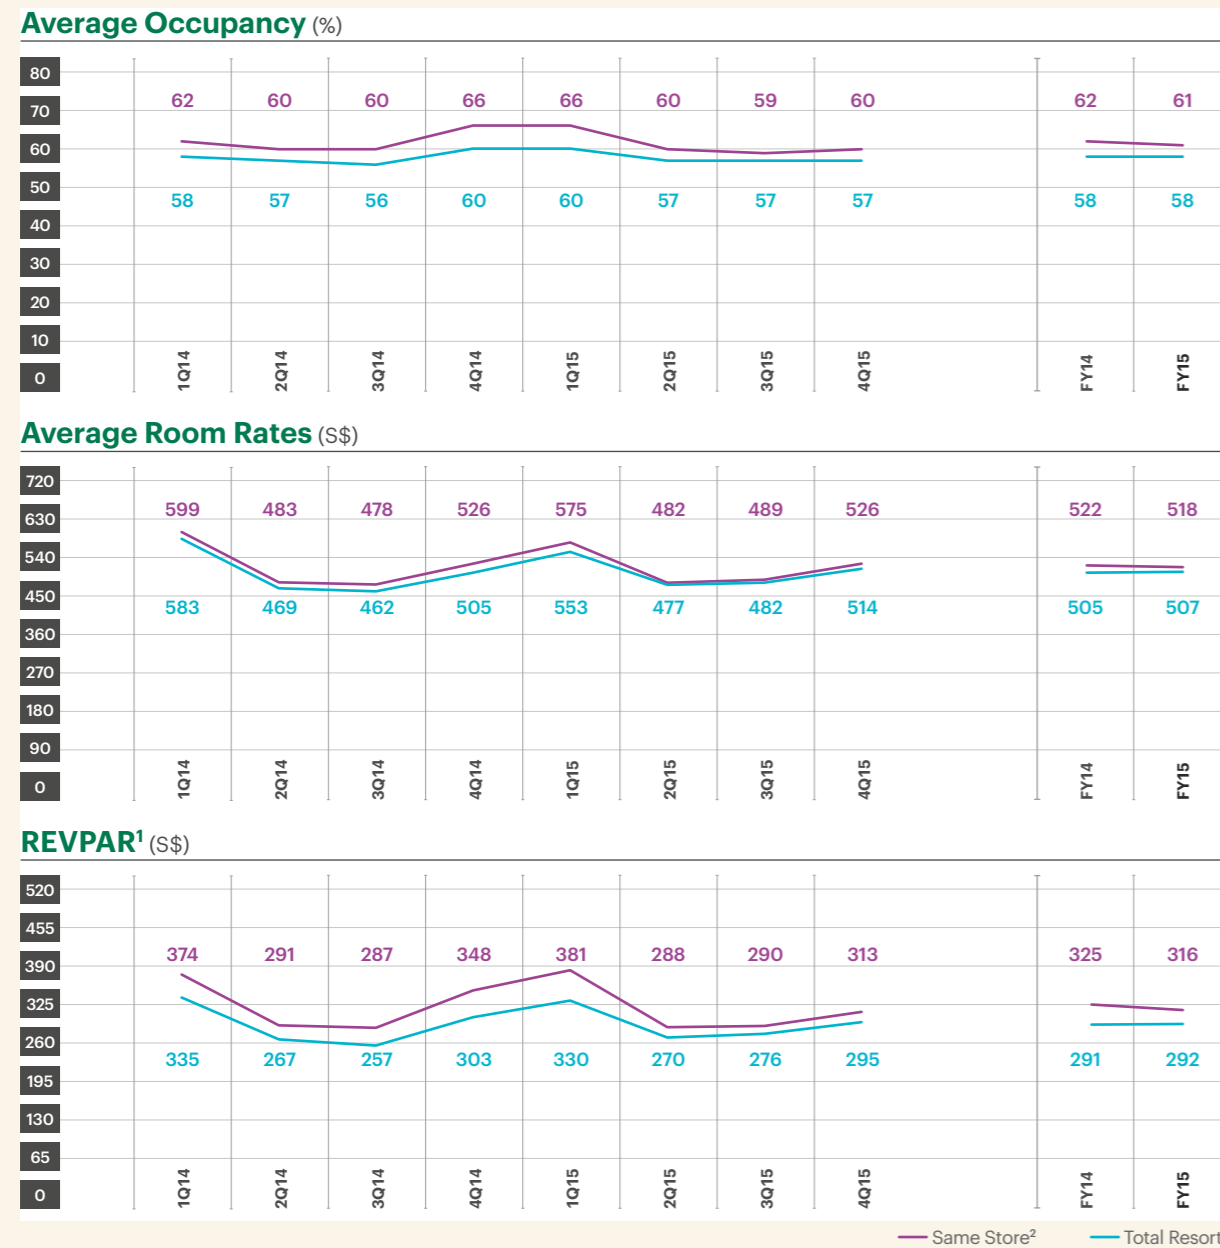 Average Occupancy (%)
80
70
60
50
40
30
20
10
0
62 60 60 66 66 60 59 60 62 61
58 57 56 60 60 57 57 57 58 58
1Q14 2Q14 3Q14 4Q14 1Q15 2Q15 3Q15 4Q15 FY14 FY15
Average Room Rates (S$)
720
630
540
450
360
270
180
90
0
599 483 478 526 575 482 489 526 522 518
583 469 462 505 553 477 482 514 505 507
1Q14 2Q14 3Q14 4Q14 1Q15 2Q15 3Q15 4Q15 FY14 FY15
REVPAR¹ (S$)
520
455
390
325
260
195
130
65
0
374 291 287 348 381 288 290 313 325 316
335 267 257 303 330 270 276 295 291 292
1Q14 2Q14 3Q14 4Q14 1Q15 2Q15 3Q15 4Q15 FY14 FY15
Same Store² Total Resort